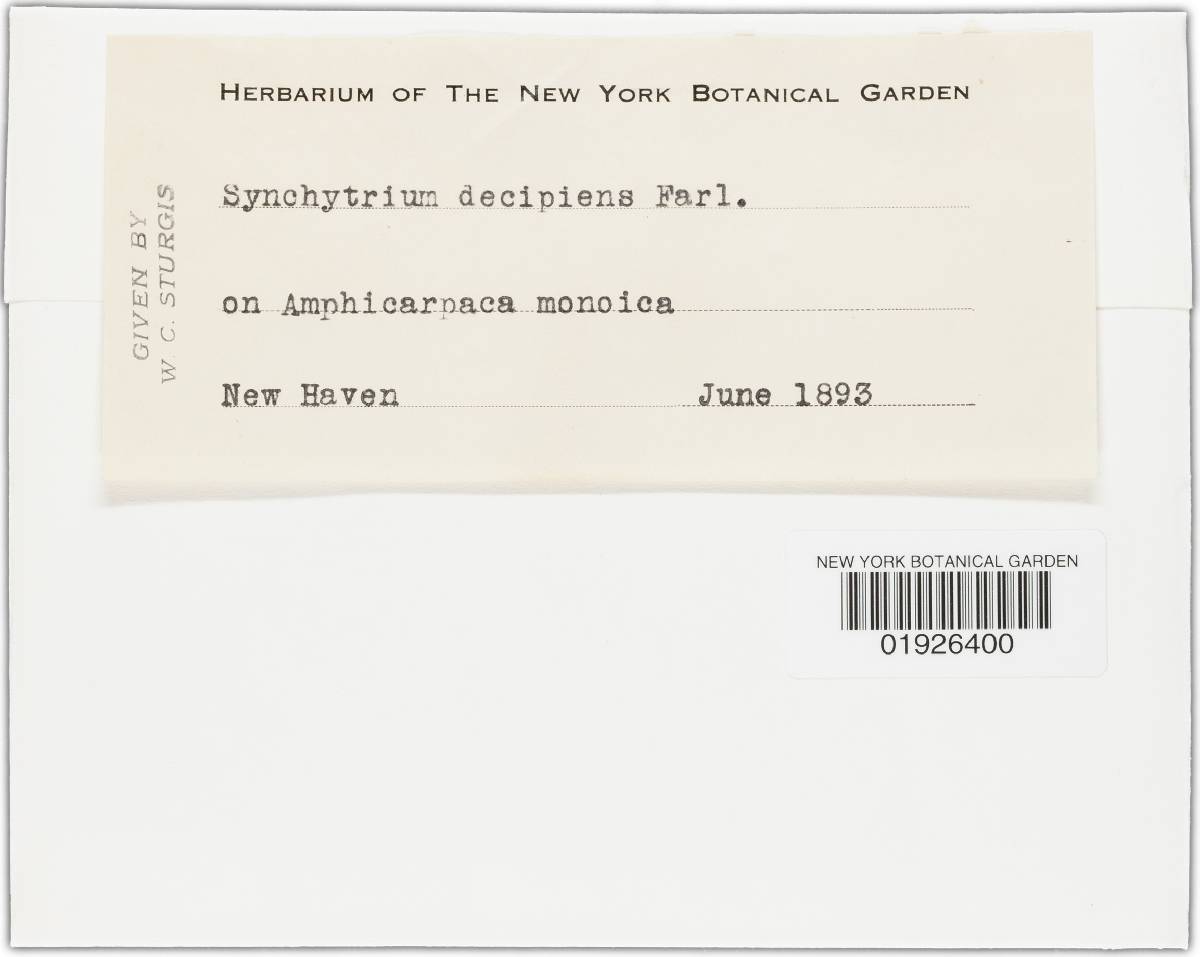 HERBARIUM OF THE NEW YORK BOTANICAL GARDEN
Synchytrium decipiens Farl.
on Amphicarpaca monoica
New Haven June 1893
GIVEN BY
W. C. STURGIS
NEW YORK BOTANICAL GARDEN
01926400